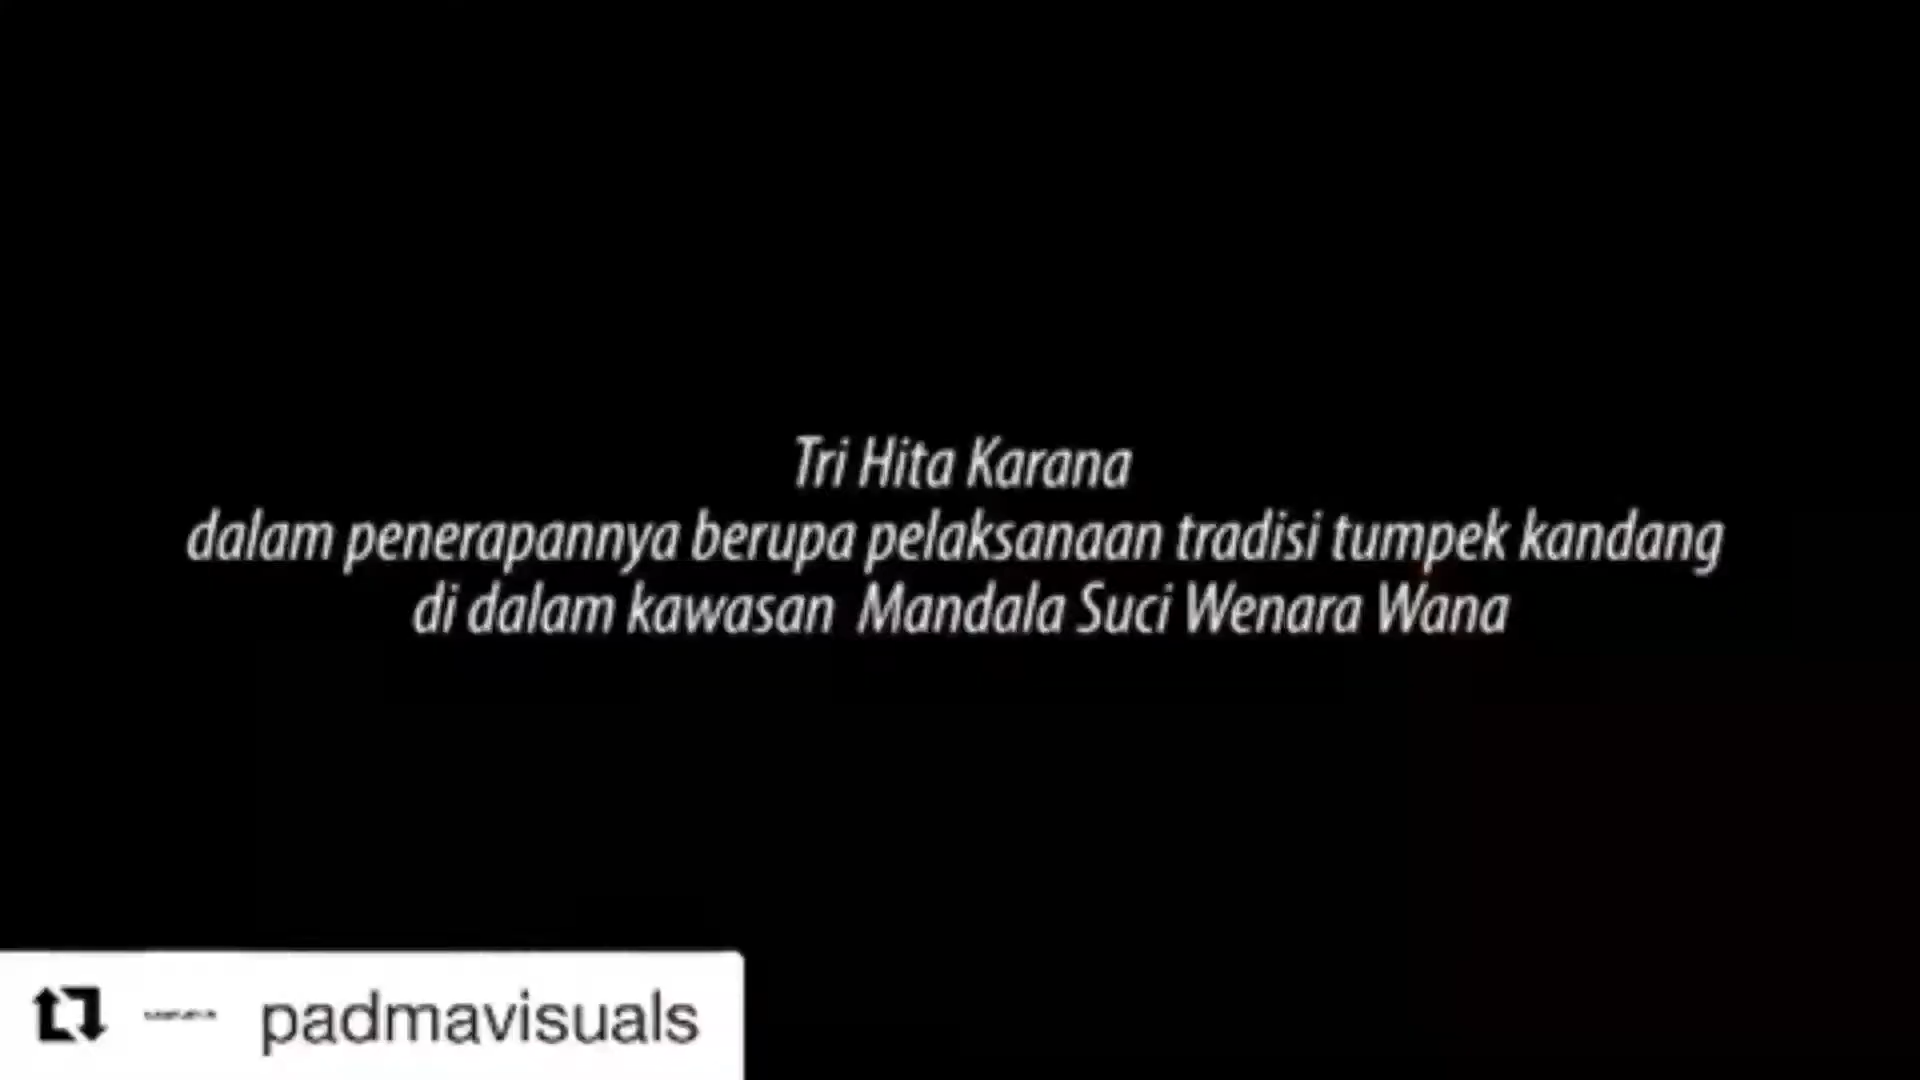 Tri Hita Karana
dalam penerapannya berupa pelaksanaan tradisi tumpek kandang
di dalam kawasan Mandala Suci Wenara Wana
padmavisuals